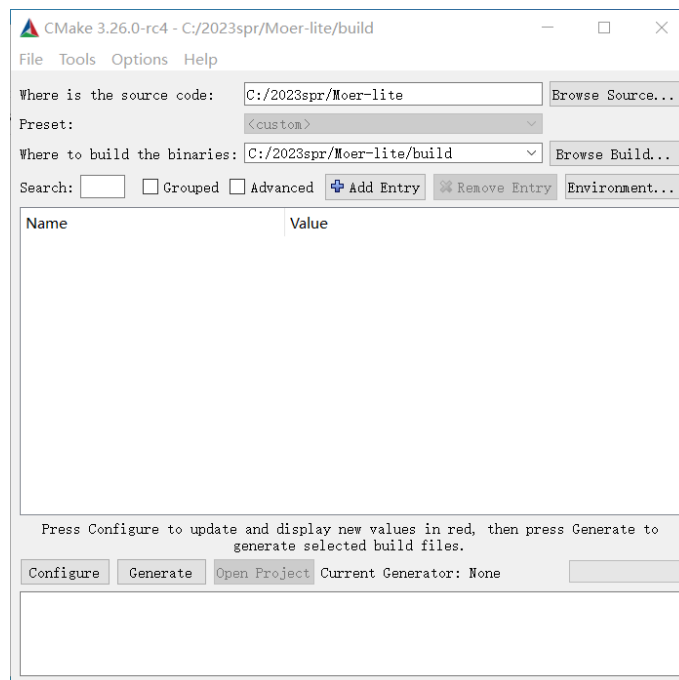 CMake 3.26.0-rc4 - C:/2023spr/Moer-lite/build
File Tools Options Help
Where is the source code: C:/2023spr/Moer-lite Browse Source...
Preset: <custom>
Where to build the binaries: C:/2023spr/Moer-lite/build Browse Build...
Search: Grouped Advanced Add Entry Remove Entry Environment...
Name Value
Press Configure to update and display new values in red, then press Generate to
generate selected build files.
Configure Generate Open Project Current Generator: None